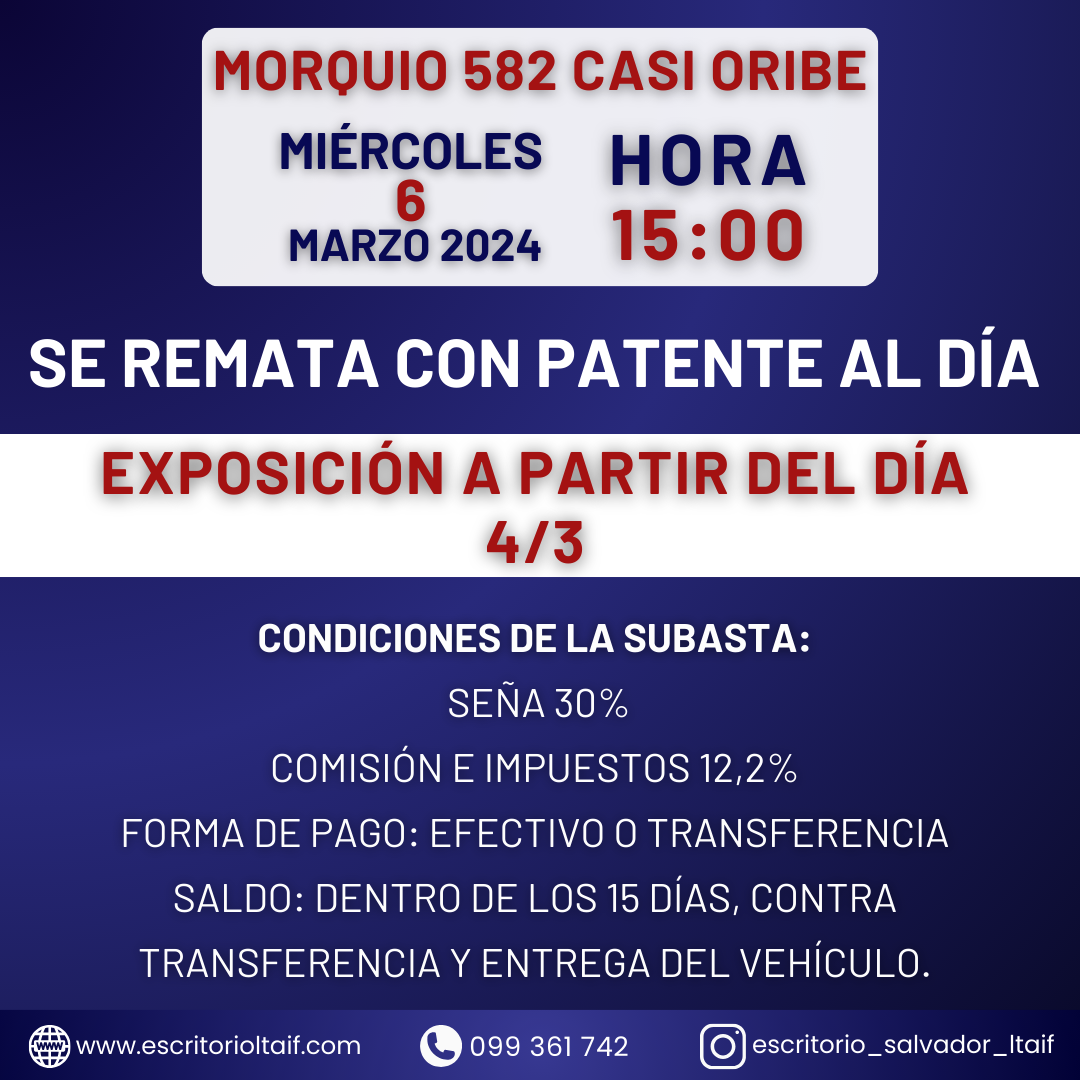 MORQUIO 582 CASI ORIBE
MIÉRCOLES
6
MARZO 2024
HORA
15:00
SE REMATA CON PATENTE AL DÍA
EXPOSICIÓN A PARTIR DEL DÍA
4/3
CONDICIONES DE LA SUBASTA:
SEÑA 30%
COMISIÓN E IMPUESTOS 12,2%
FORMA DE PAGO: EFECTIVO O TRANSFERENCIA
SALDO: DENTRO DE LOS 15 DÍAS, CONTRA
TRANSFERENCIA Y ENTREGA DEL VEHÍCULO.
www www.escritorioltaif.com
099 361 742
escritorio_salvador_ltaif